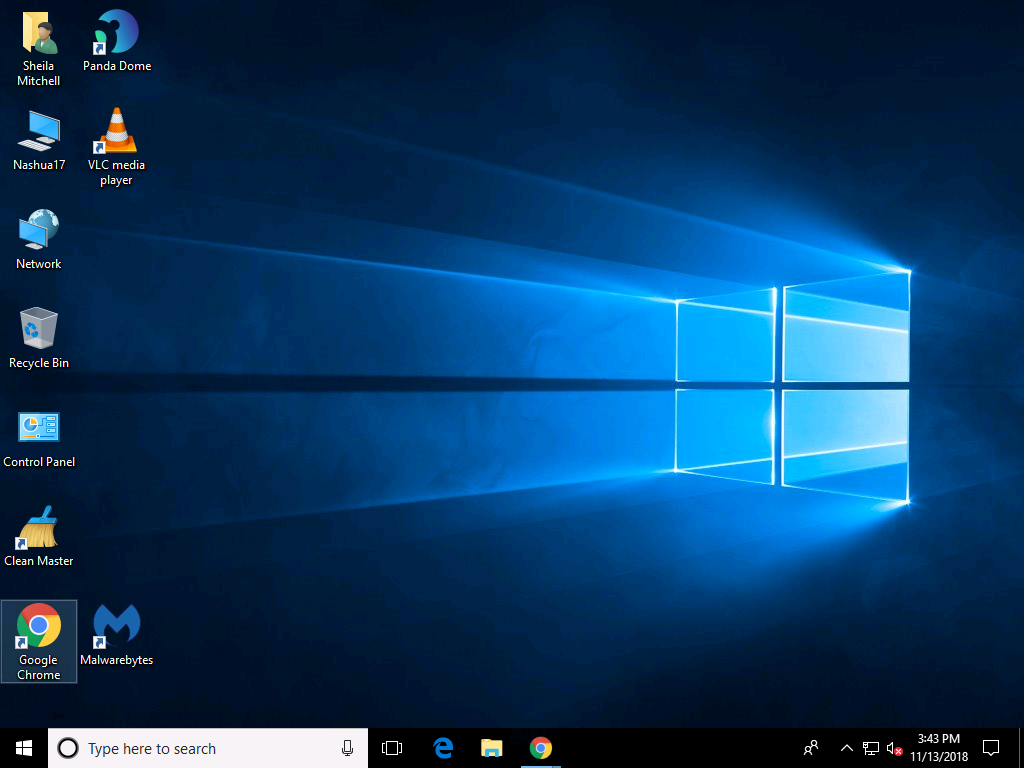 Sheila
Mitchell
Panda Dome
Nashua17
VLC media
player
Network
Recycle Bin
Control Panel
Clean Master
Google
Chrome
Malwarebytes
Type here to search
3:43 PM
11/13/2018